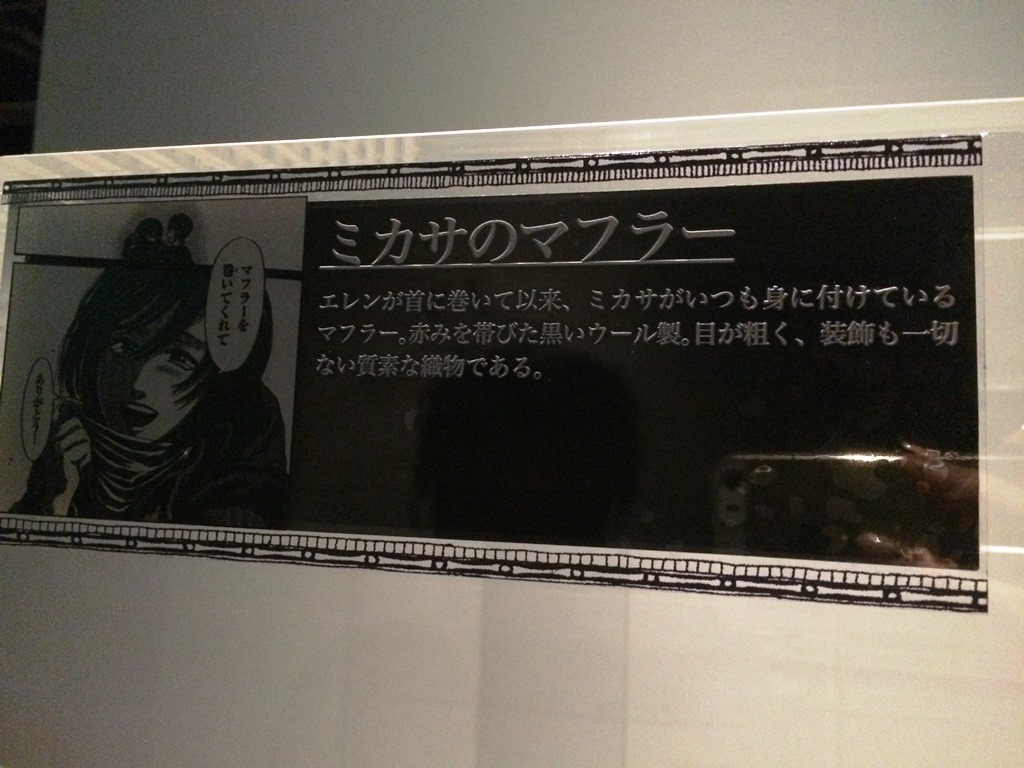 ミカサのマフラー
エレンが首に巻いて以来、ミカサがいつも身に付けている
マフラー。赤みを帯びた黒いウール製。目が粗く、装飾も一切
ない質素な織物である。
マフラーを
巻いてくれて
ありがとう…